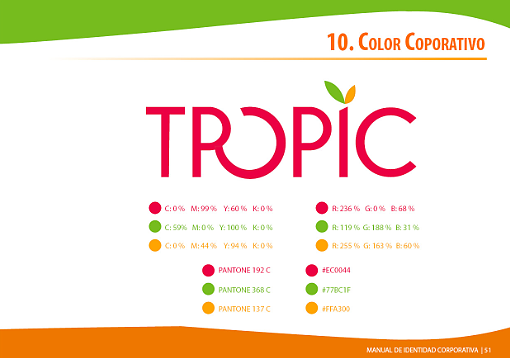 10. COLOR COPORATIVO
TROPIC
C: 0 % M: 99 % Y: 60 % K: 0 % R: 236 % G: 0 % B: 68 %
C: 59% M: 0 % Y: 100 % K: 0 % R: 119 % G: 188 % B: 31 %
C: 0 % M: 44 % Y: 94 % K: 0 % R: 255 % G: 163 % B: 60 %
PANTONE 192 C #EC0044
PANTONE 368 C #77BC1F
PANTONE 137 C #FFA300
MANUAL DE IDENTIDAD CORPORATIVA | 51